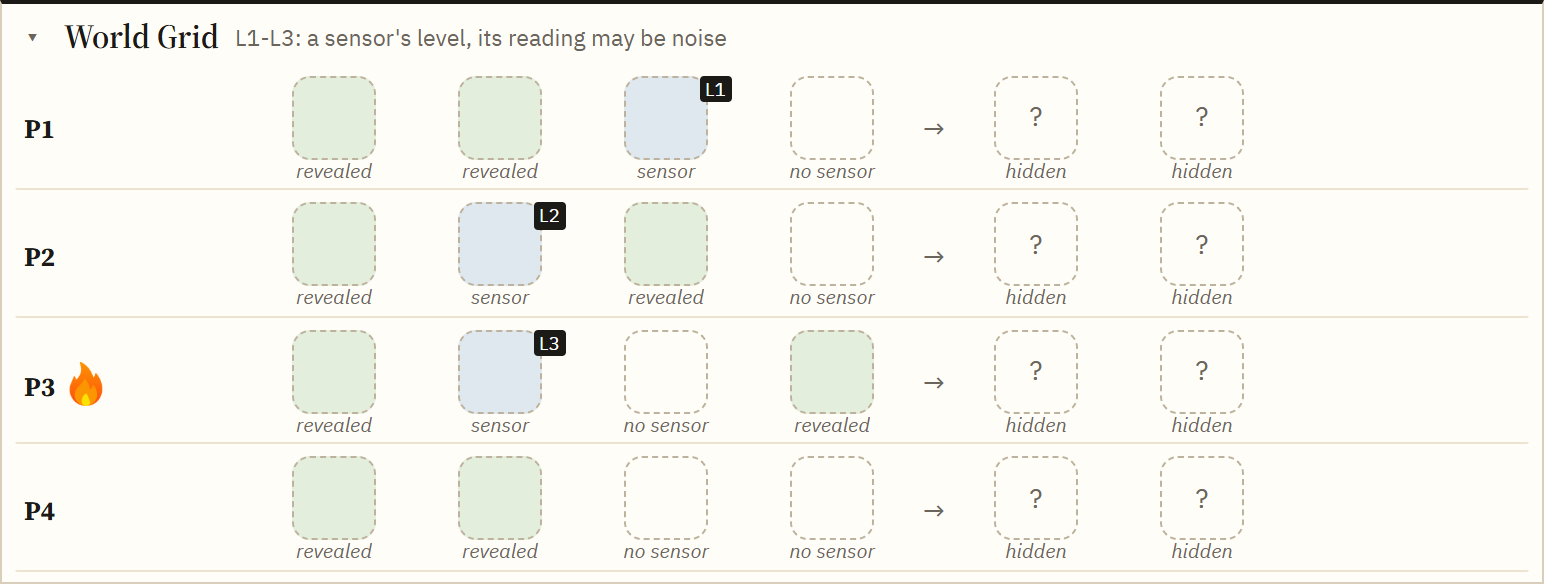 ▾ World Grid L1-L3: a sensor's level, its reading may be noise
L1
P1 → ? ?
revealed revealed sensor no sensor hidden hidden
L2
P2 → ? ?
revealed sensor revealed no sensor hidden hidden
L3
P3 🔥 → ? ?
revealed sensor no sensor revealed hidden hidden
P4 → ? ?
revealed revealed no sensor no sensor hidden hidden